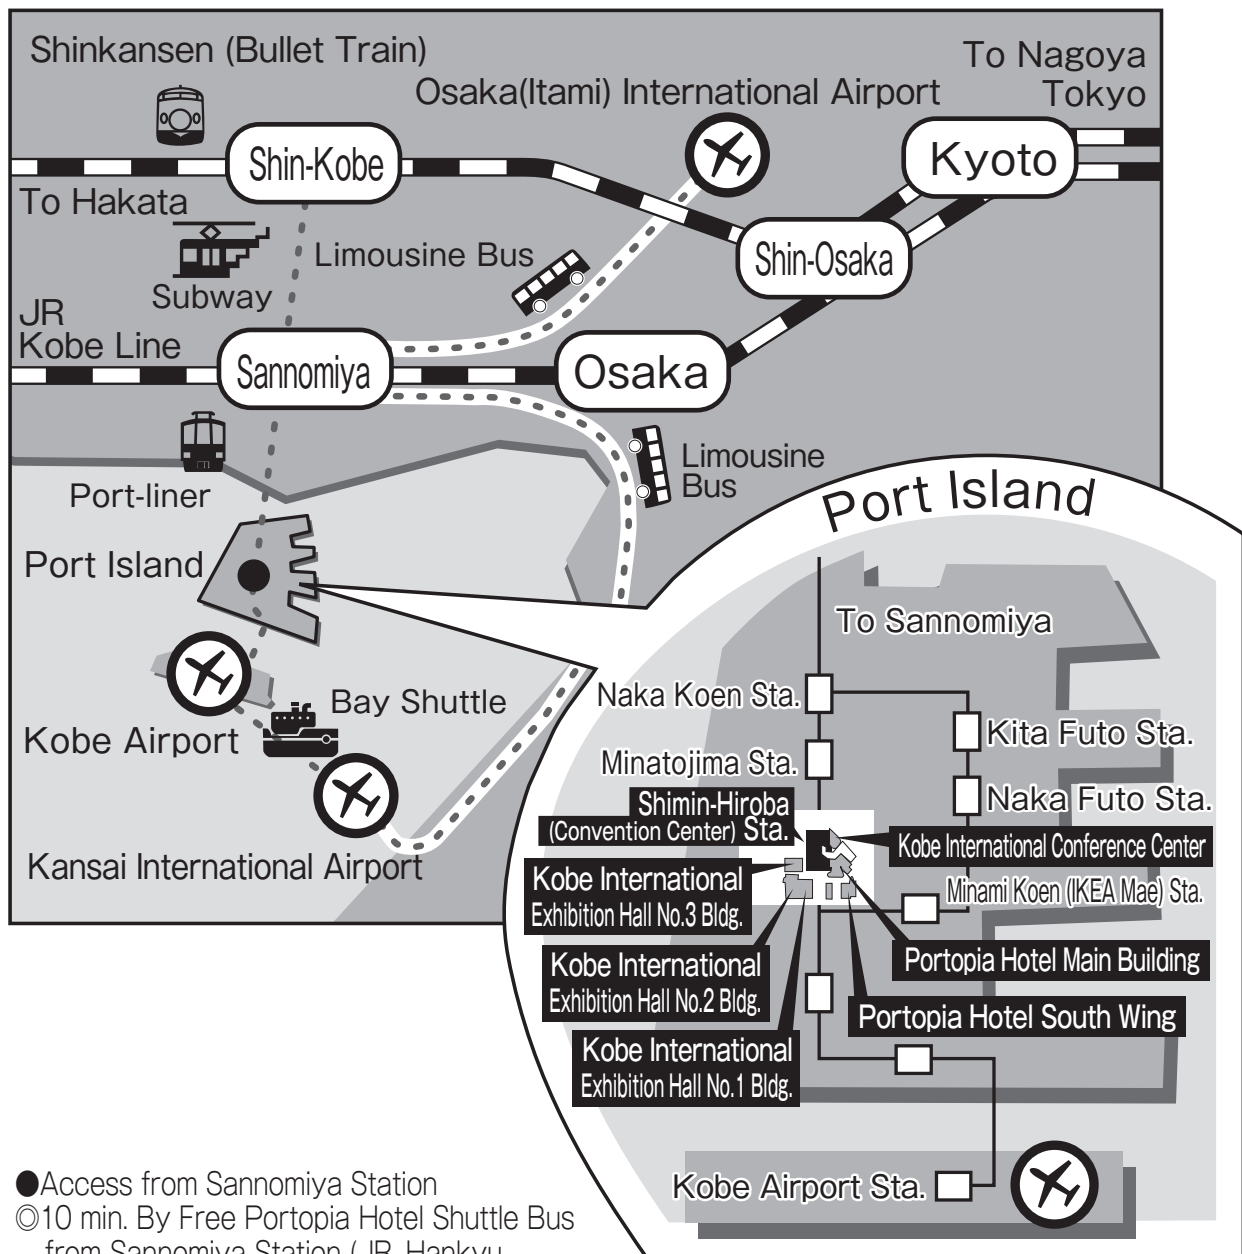 Shinkansen (Bullet Train)
To Nagoya
Tokyo
Osaka(Itami) International Airport
Shin-Kobe
Kyoto
To Hakata
Limousine Bus
Shin-Osaka
Subway
JR
Kobe Line
Sannomiya
Osaka
Limousine
Bus
Port-liner
Port Island
Port Island
To Sannomiya
Naka Koen Sta.
Bay Shuttle
Kobe Airport
Kita Futo Sta.
Minatojima Sta.
Naka Futo Sta.
Shimin-Hiroba
(Convention Center) Sta.
Kobe International Conference Center
Kansai International Airport
Kobe International
Exhibition Hall No.3 Bldg.
Minami Koen (IKEA Mae) Sta.
Portopia Hotel Main Building
Kobe International
Exhibition Hall No.2 Bldg.
Portopia Hotel South Wing
Kobe International
Exhibition Hall No.1 Bldg.
Kobe Airport Sta.
●Access from Sannomiya Station
◎10 min. By Free Portopia Hotel Shuttle Bus
from Sannomiya Station (JR, Hankyu,